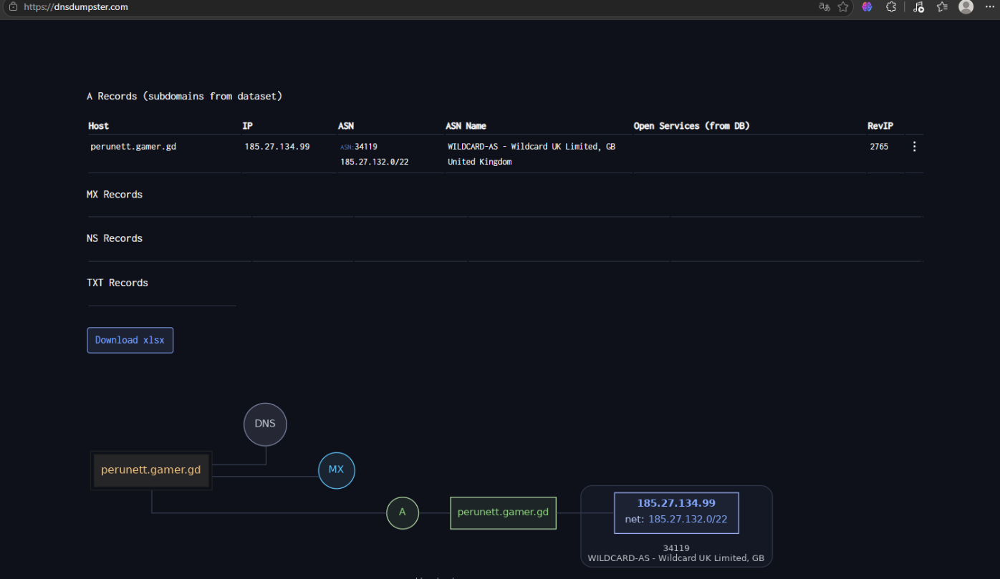 https://dnsdumpster.com
A Records (subdomains from dataset)
Host IP ASN ASN Name Open Services (from DB) RevIP
perunett.gamer.gd 185.27.134.99 ASN:34119 WILDCARD-AS - Wildcard UK Limited, GB 2765
185.27.132.0/22 United Kingdom
MX Records
NS Records
TXT Records
Download xlsx
DNS
perunett.gamer.gd
MX
A
perunett.gamer.gd
185.27.134.99
net: 185.27.132.0/22
34119
WILDCARD-AS - Wildcard UK Limited, GB